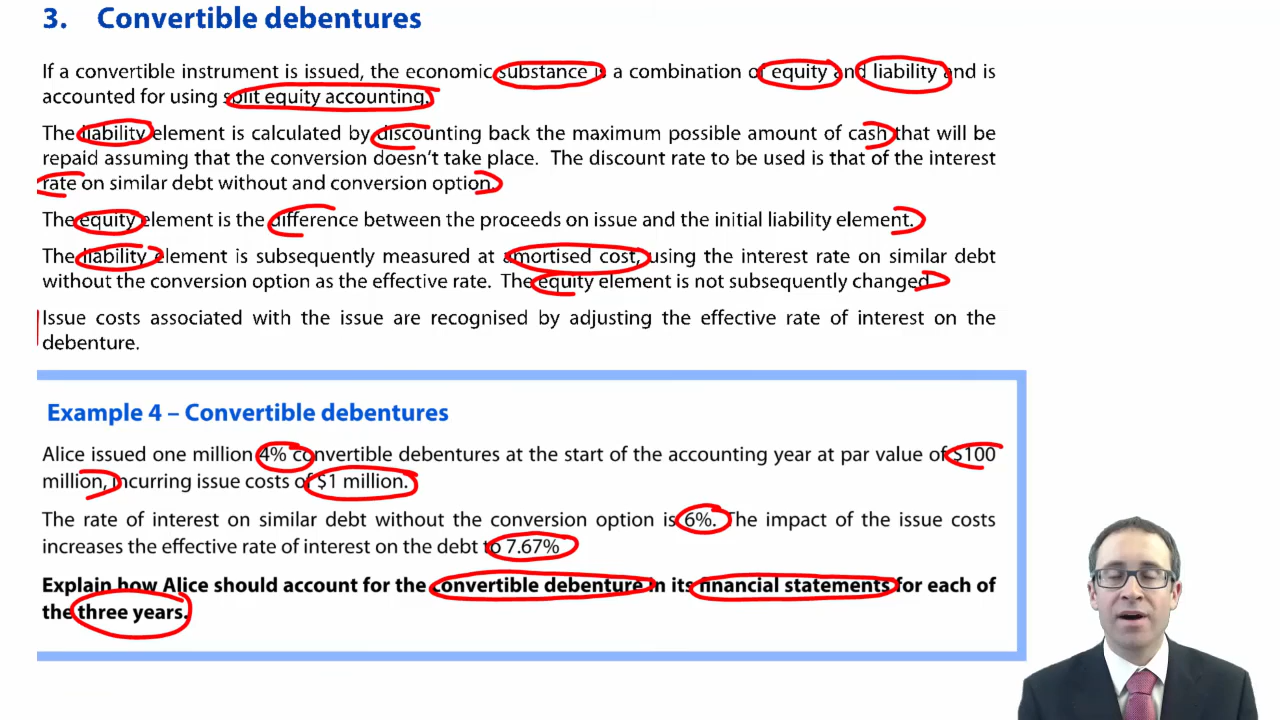 3. Convertible debentures
If a convertible instrument is issued, the economic substance is a combination of equity and liability and is
accounted for using split equity accounting.
The liability element is calculated by discounting back the maximum possible amount of cash that will be
repaid assuming that the conversion doesn't take place. The discount rate to be used is that of the interest
rate on similar debt without and conversion option.
The equity element is the difference between the proceeds on issue and the initial liability element.
The liability element is subsequently measured at amortised cost, using the interest rate on similar debt
without the conversion option as the effective rate. The equity element is not subsequently changed
Issue costs associated with the issue are recognised by adjusting the effective rate of interest on the
debenture.
Example 4 – Convertible debentures
Alice issued one million 4% convertible debentures at the start of the accounting year at par value of $100
million, incurring issue costs of $1 million.
The rate of interest on similar debt without the conversion option is 6%. The impact of the issue costs
increases the effective rate of interest on the debt to 7.67%
Explain how Alice should account for the convertible debenture in its financial statements for each of
the three years.